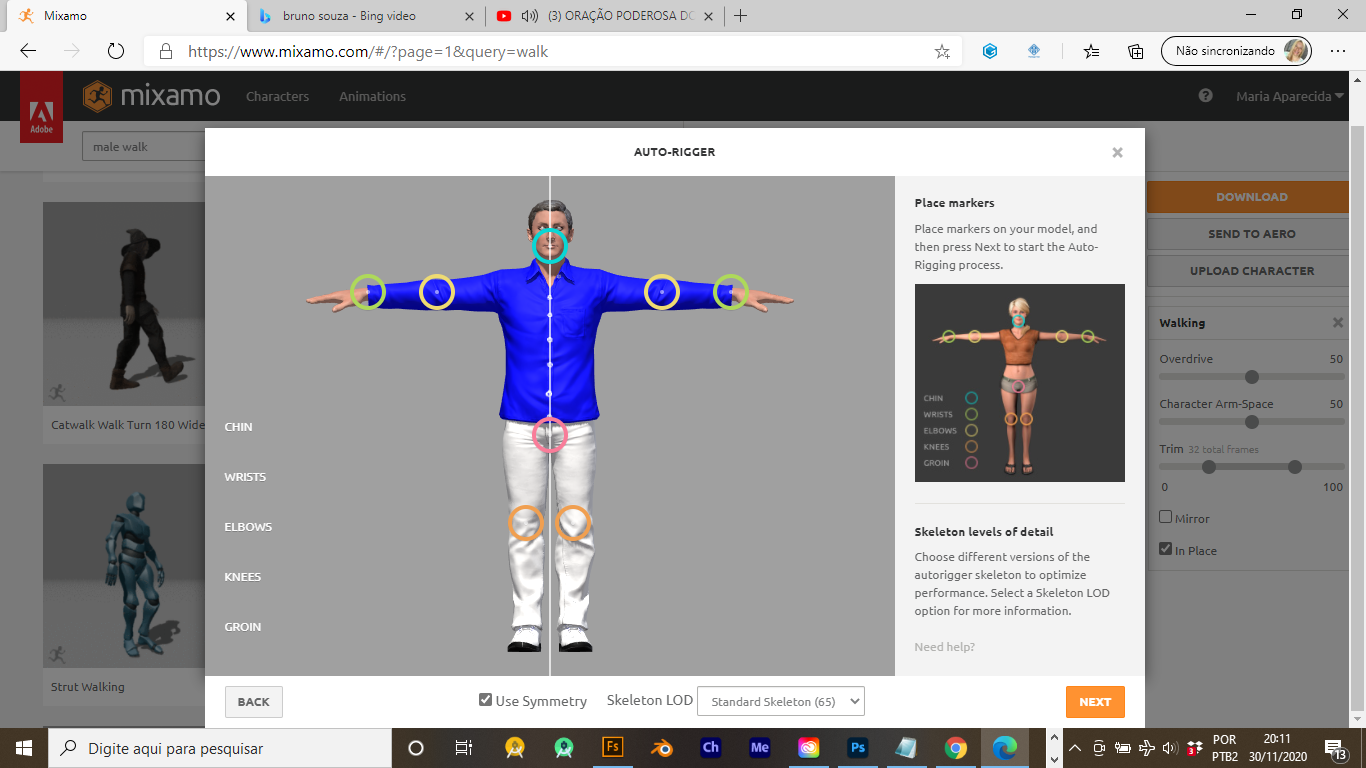 Mixamo
bruno souza - Bing video
(3) ORAÇÃO PODEROSA DO
https://www.mixamo.com/#/?page=1&query=walk
Não sincronizando
Adobe
mixamo
Characters
Animations
Maria Aparecida
male walk
AUTO-RIGGER
Catwalk Walk Turn 180 Wide
Strut Walking
CHIN
WRISTS
ELBOWS
KNEES
GROIN
Place markers
Place markers on your model, and
then press Next to start the Auto-
Rigging process.
CHIN
WRISTS
ELBOWS
KNEES
GROIN
Skeleton levels of detail
Choose different versions of the
autorigger skeleton to optimize
performance. Select a Skeleton LOD
option for more information.
Need help?
DOWNLOAD
SEND TO AERO
UPLOAD CHARACTER
Walking
Overdrive 50
Character Arm-Space 50
Trim 32 total frames
0 100
Mirror
In Place
BACK
Use Symmetry
Skeleton LOD
Standard Skeleton (65)
NEXT
Digite aqui para pesquisar
Fs
Ch
Me
Ps
3
POR
PTB2
20:11
30/11/2020
13